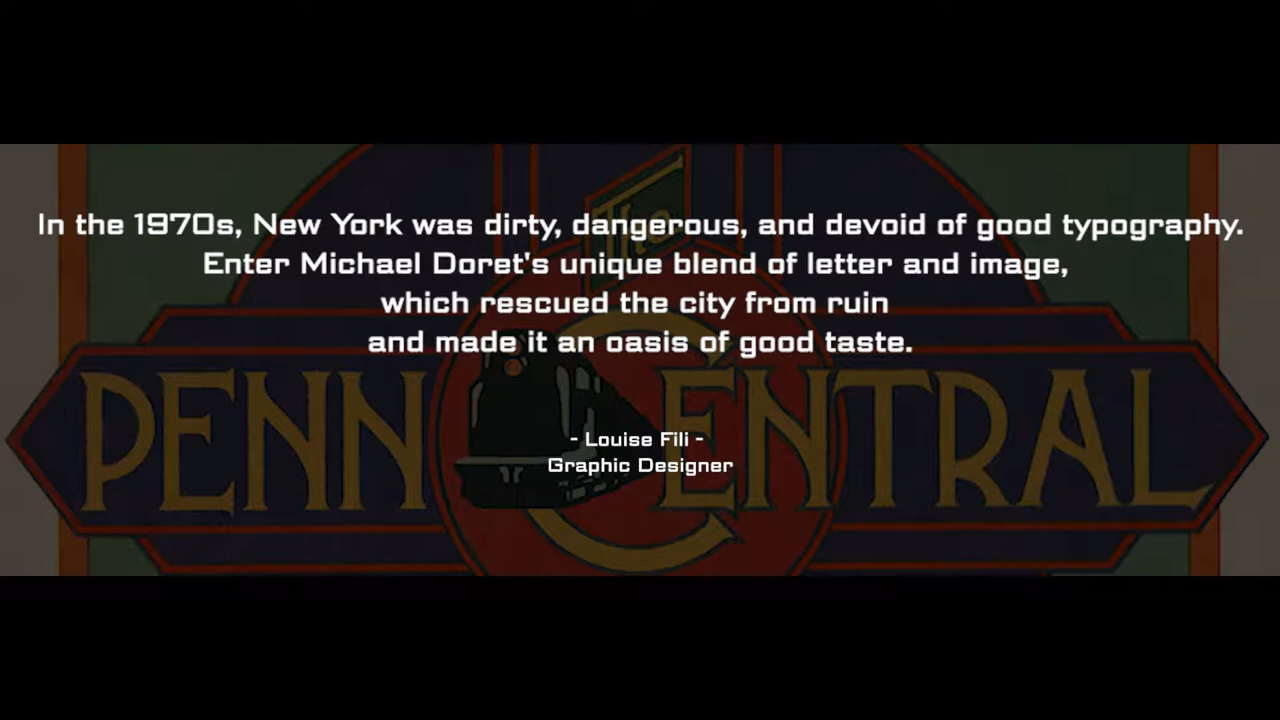 The
In the 1970s, New York was dirty, dangerous, and devoid of good typography.
Enter Michael Doret's unique blend of letter and image,
which rescued the city from ruin
and made it an oasis of good taste.
PENN CENTRAL
- Louise Fili -
Graphic Designer